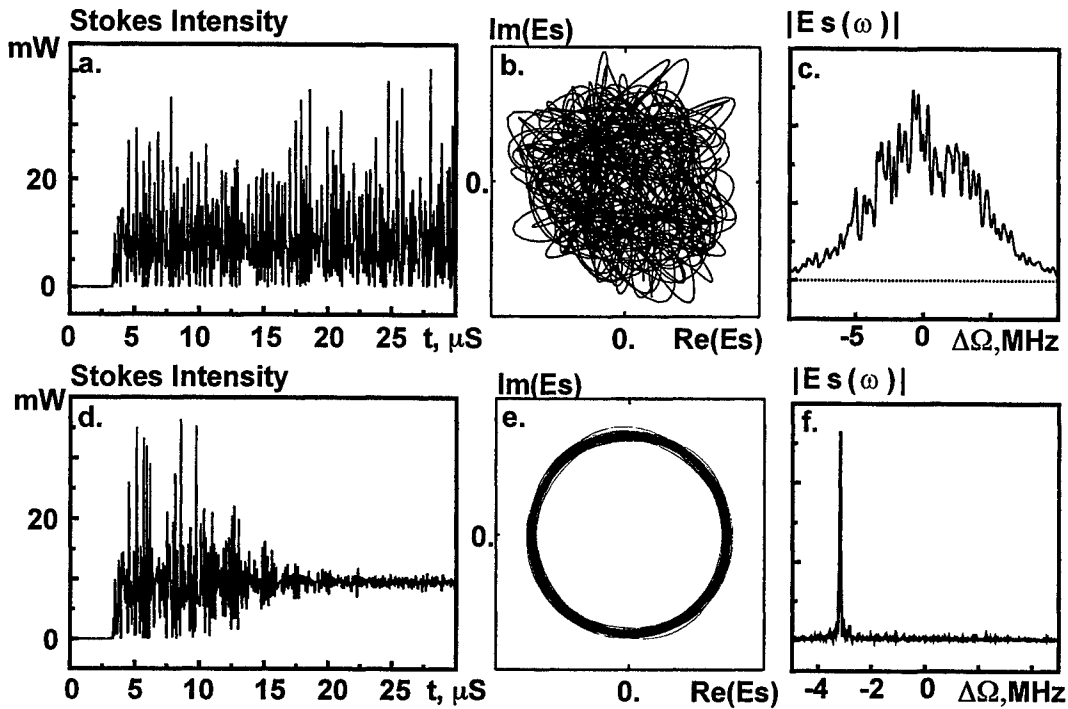 Stokes Intensity
mW
a.
20
0
0 5 10 15 20 25 t, μS
Im(Es)
b.
0.
0. Re(Es)
|Es(ω)|
c.
-5 0 ΔΩ,MHz
Stokes Intensity
mW
d.
20
0
0 5 10 15 20 25 t, μS
Im(Es)
e.
0.
0. Re(Es)
|Es(ω)|
f.
-4 -2 0 ΔΩ,MHz